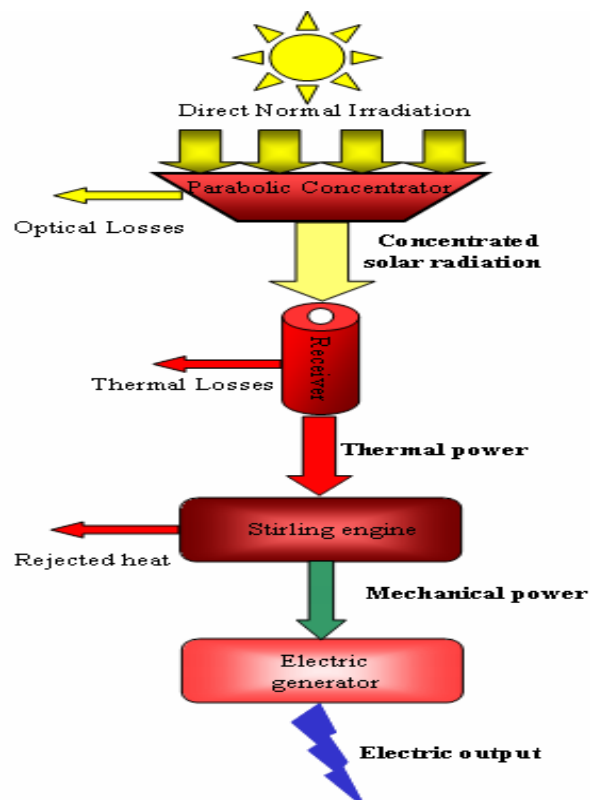 Direct Normal Irradiation
Parabolic Concentrator
Optical Losses
Concentrated
solar radiation
Receiver
Thermal Losses
Thermal power
Stirling engine
Rejected heat
Mechanical power
Electric
generator
Electric output